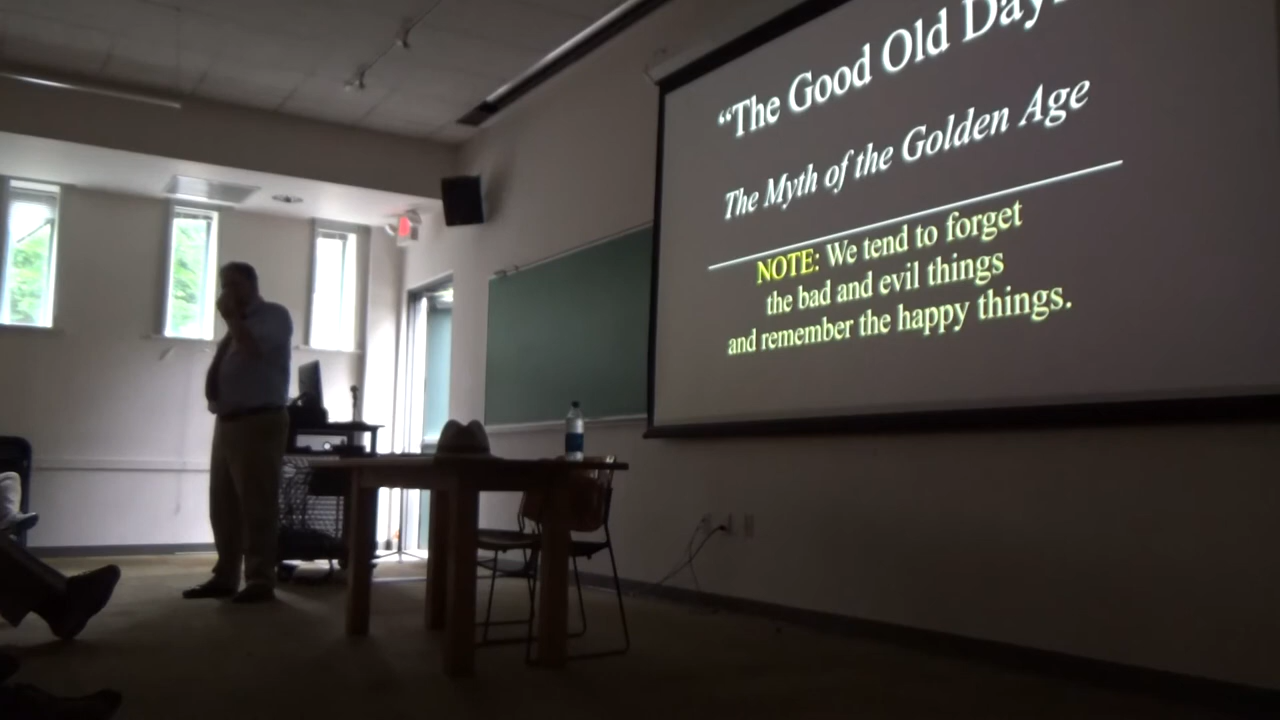 “The Good Old Days
The Myth of the Golden Age
NOTE: We tend to forget
the bad and evil things
and remember the happy things.